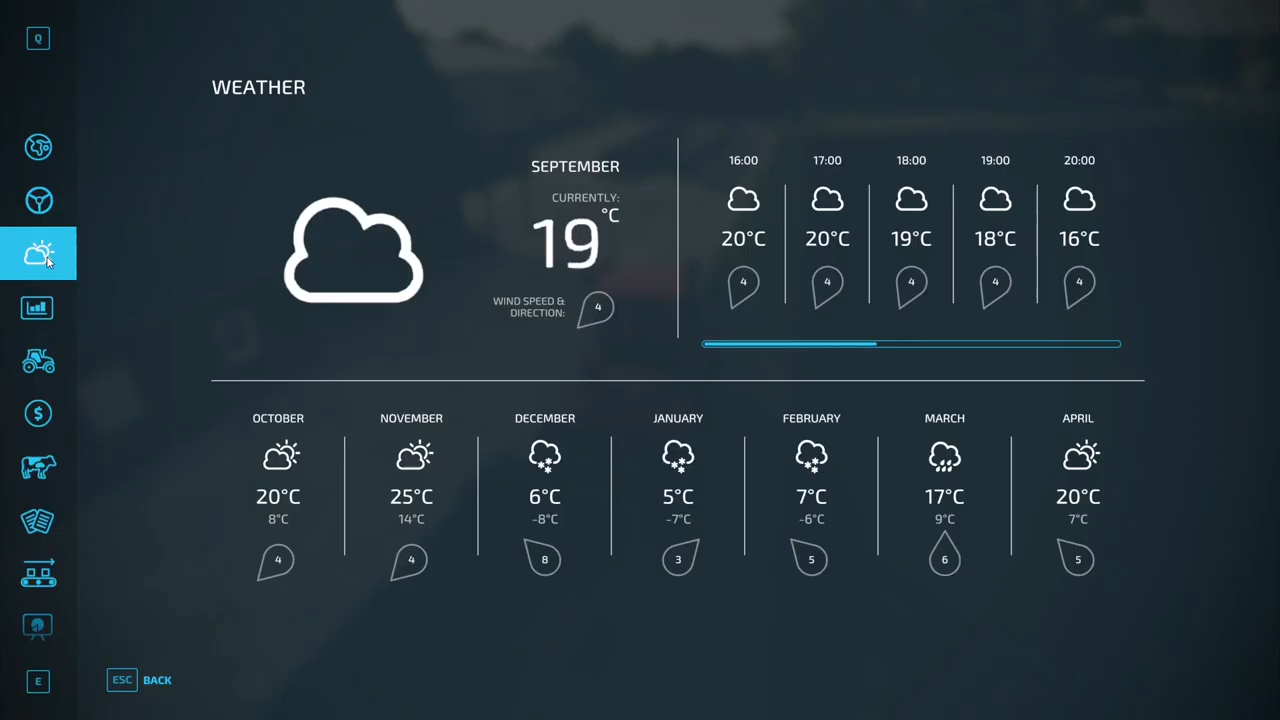 Q
WEATHER
SEPTEMBER
CURRENTLY:
19 °C
WIND SPEED &
DIRECTION:
4
16:00 17:00 18:00 19:00 20:00
20°C 20°C 19°C 18°C 16°C
4 4 4 4 4
OCTOBER NOVEMBER DECEMBER JANUARY FEBRUARY MARCH APRIL
20°C 25°C 6°C 5°C 7°C 17°C 20°C
8°C 14°C -8°C -7°C -6°C 9°C 7°C
4 4 8 3 5 6 5
$
E
ESC BACK